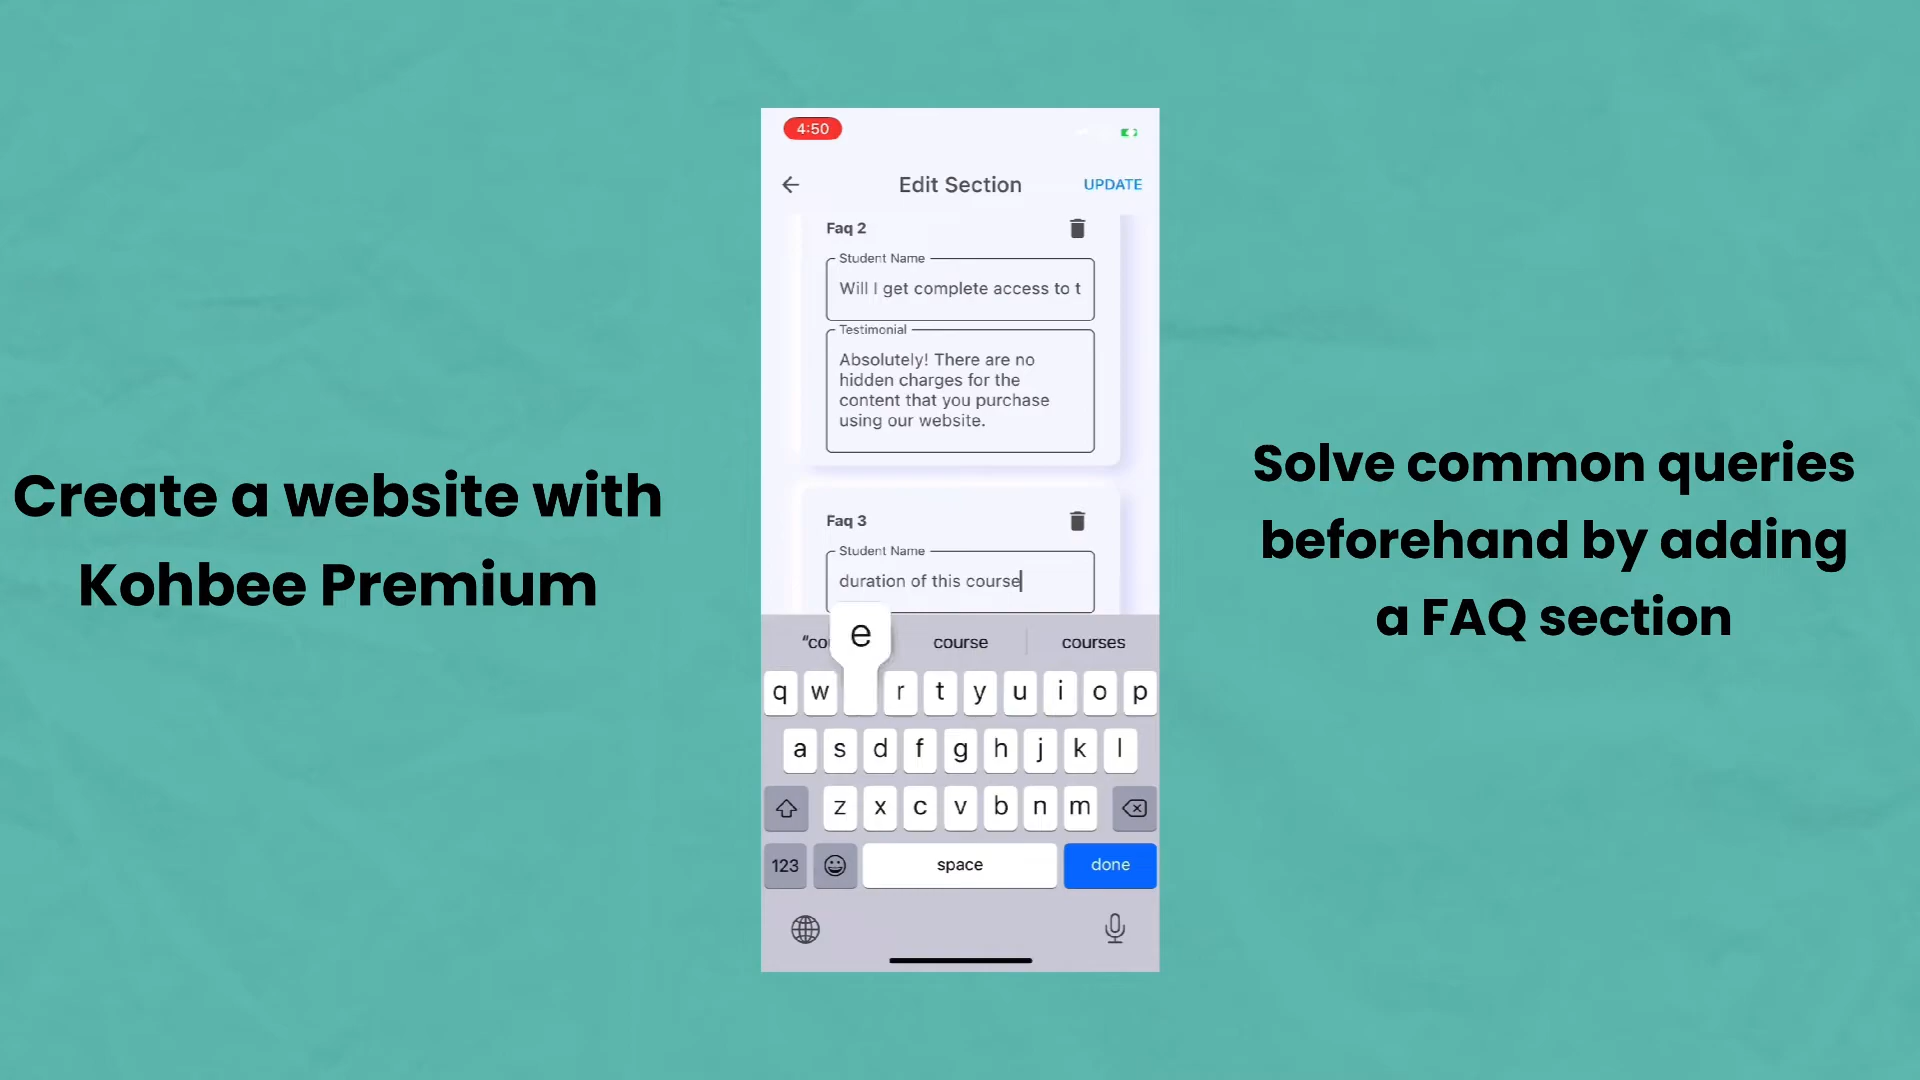 Create a website with
Kohbee Premium
4:50
Edit Section
UPDATE
Faq 2
Student Name
Will I get complete access to t
Testimonial
Absolutely! There are no
hidden charges for the
content that you purchase
using our website.
Faq 3
Student Name
duration of this course
"co
e
course
courses
q w r t y u i o p
a s d f g h j k l
z x c v b n m
123
space
done
Solve common queries
beforehand by adding
a FAQ section